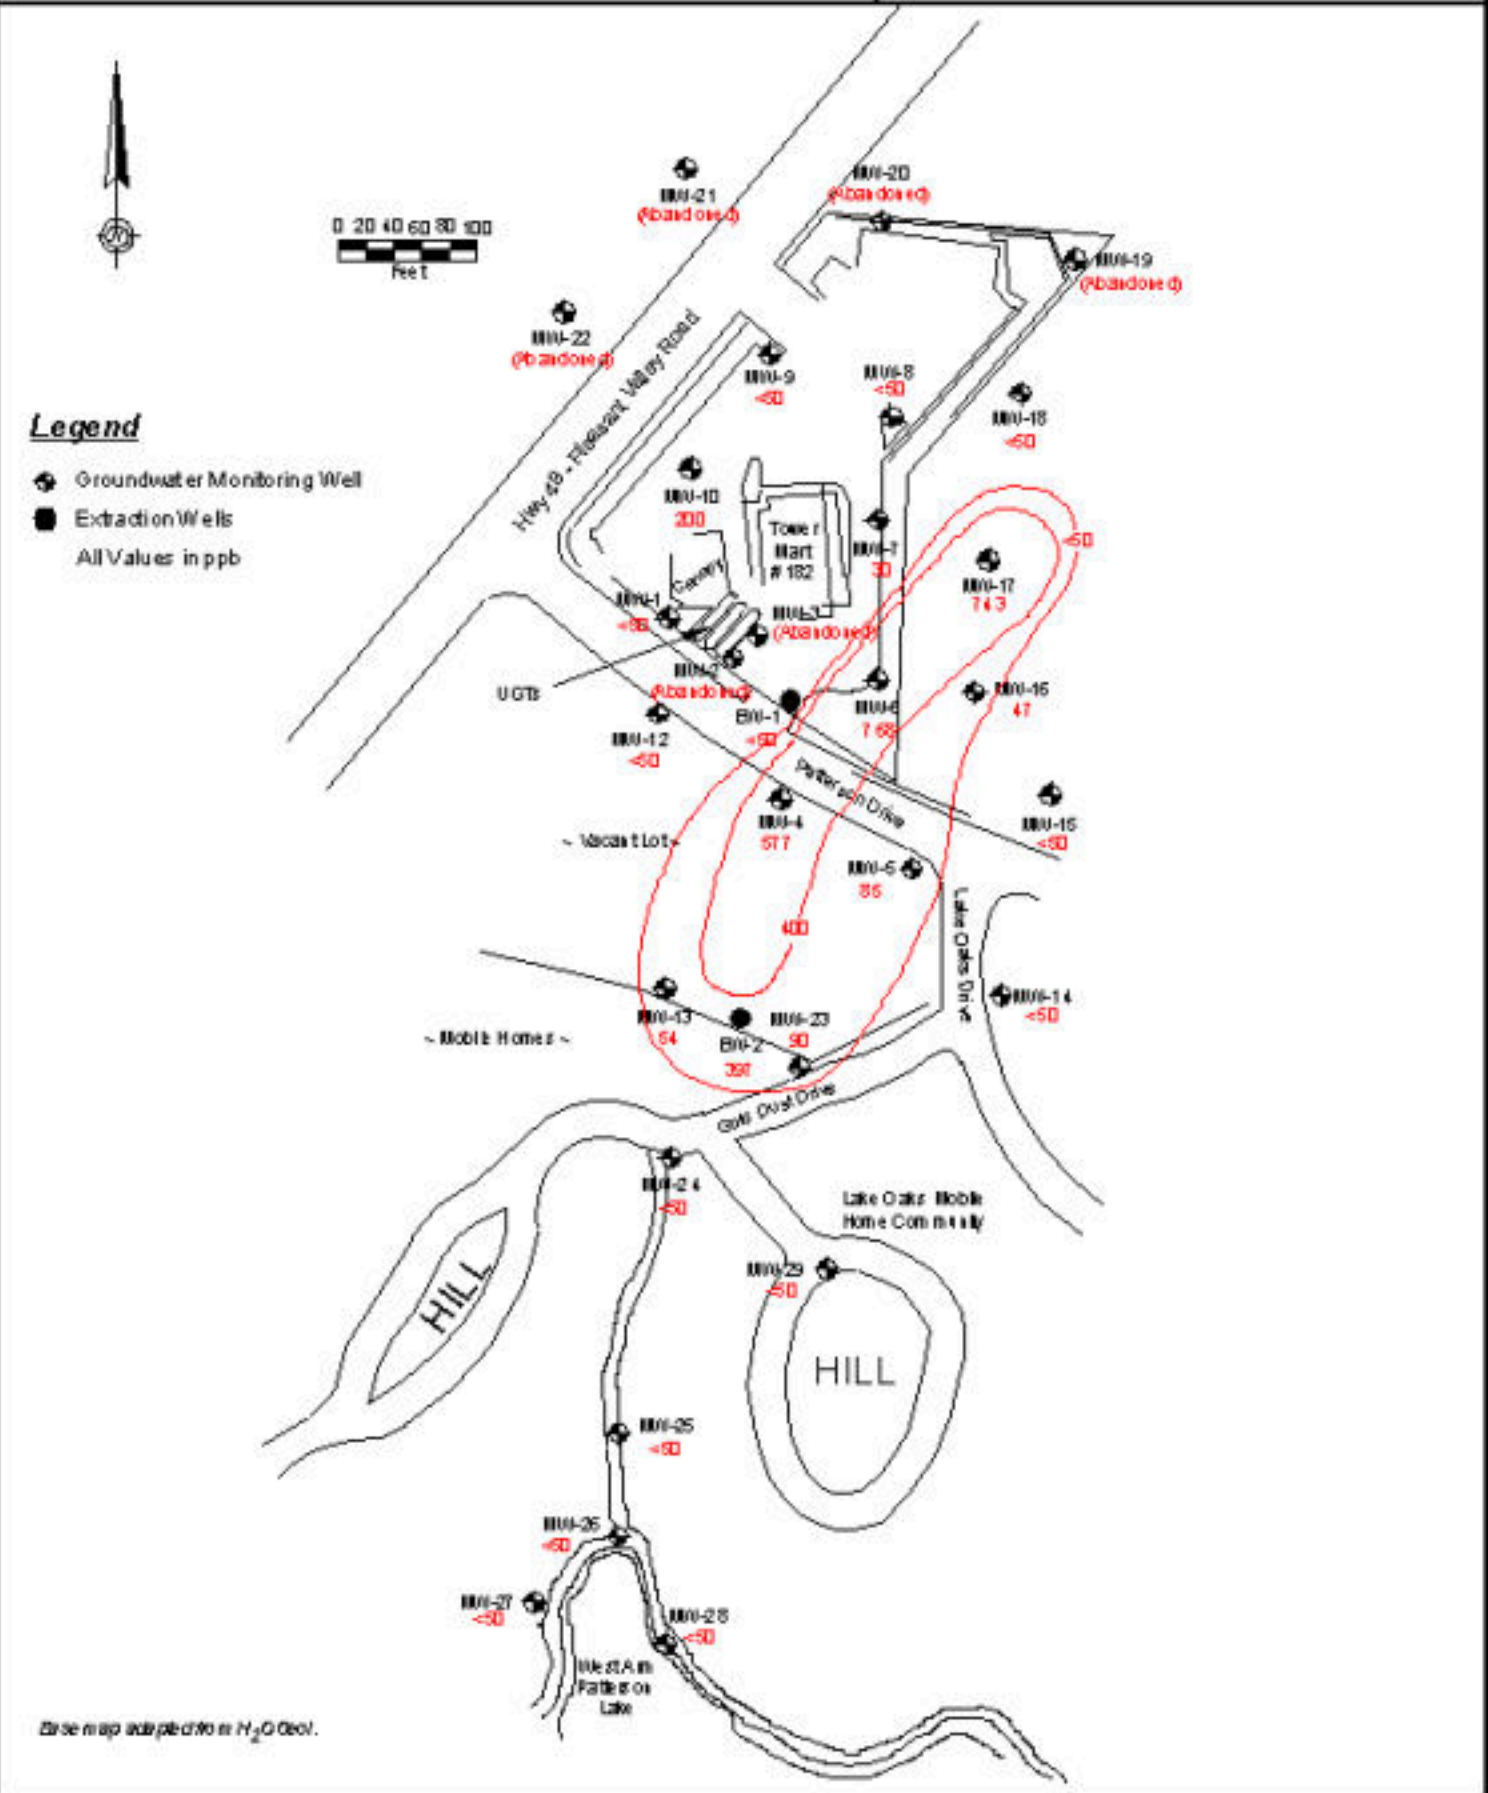 MW-20
(Abandoned)
MW-21
(Abandoned)
0 20 40 60 80 100
Feet
MW-19
(Abandoned)
MW-22
(Abandoned)
Hwy 49 - Pleasant Valley Road
MW-9
<50
MW-8
<50
MW-18
<50
Legend
Groundwater Monitoring Well
Extraction Wells
All Values in ppb
MW-10
200
Tower
Mart
# 182
MW-7
30
<50
MW-17
743
Canopy
MW-1
MW-3
(Abandoned)
MW-2
(Abandoned)
UGTs
MW-16
47
EW-1
MW-6
MW-12
<50
Patterson Drive
MW-4
MW-15
<50
~ Vacant Lot ~
MW-5
400
Lake Oaks Drive
MW-14
<50
MW-13
MW-23
90
~ Mobile Homes ~
EW-2
Gold Dust Drive
MW-24
<50
Lake Oaks Mobile
Home Community
MW-29
<50
HILL
HILL
MW-25
<50
MW-26
<50
MW-27
<50
MW-28
<50
West Arm
Patterson
Lake
Base map adapted from H2OGeol.